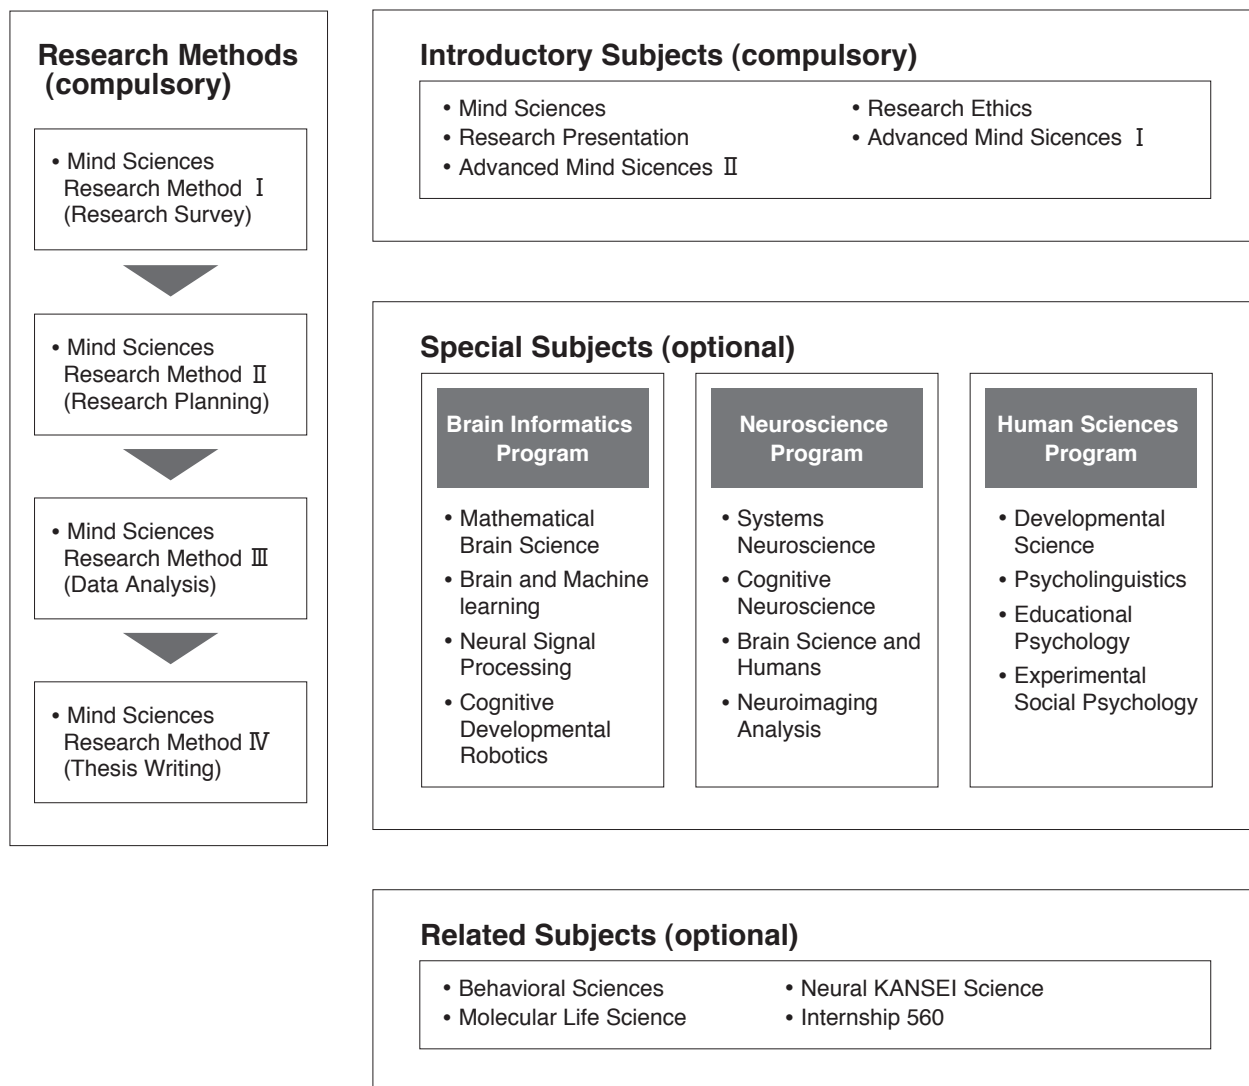 Research Methods
(compulsory)
• Mind Sciences
Research Method Ⅰ
(Research Survey)
• Mind Sciences
Research Method Ⅱ
(Research Planning)
• Mind Sciences
Research Method Ⅲ
(Data Analysis)
• Mind Sciences
Research Method Ⅳ
(Thesis Writing)
Introductory Subjects (compulsory)
• Mind Sciences
• Research Ethics
• Research Presentation
• Advanced Mind Sicences Ⅰ
• Advanced Mind Sicences Ⅱ
Special Subjects (optional)
Brain Informatics
Program
• Mathematical
Brain Science
• Brain and Machine
learning
• Neural Signal
Processing
• Cognitive
Developmental
Robotics
Neuroscience
Program
• Systems
Neuroscience
• Cognitive
Neuroscience
• Brain Science and
Humans
• Neuroimaging
Analysis
Human Sciences
Program
• Developmental
Science
• Psycholinguistics
• Educational
Psychology
• Experimental
Social Psychology
Related Subjects (optional)
• Behavioral Sciences
• Neural KANSEI Science
• Molecular Life Science
• Internship 560